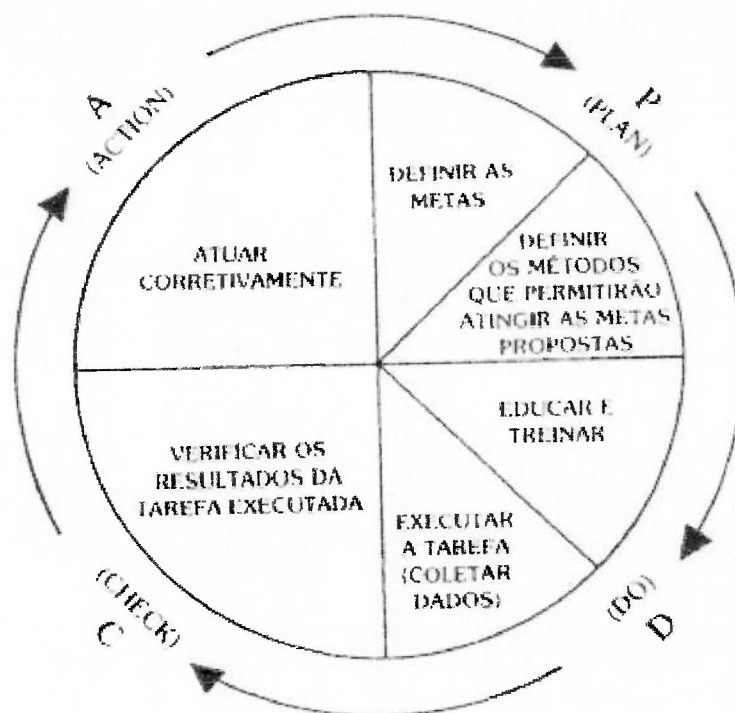 A
(ACTION)
P
(PLAN)
DEFINIR AS
METAS
DEFINIR
OS MÉTODOS
QUE PERMITIRÃO
ATINGIR AS METAS
PROPOSTAS
EDUCAR E
TREINAR
EXECUTAR
A TAREFA
(COLETAR
DADOS)
(DO)
D
VERIFICAR OS
RESULTADOS DA
TAREFA EXECUTADA
(CHECK)
C
ATUAR
CORRETIVAMENTE